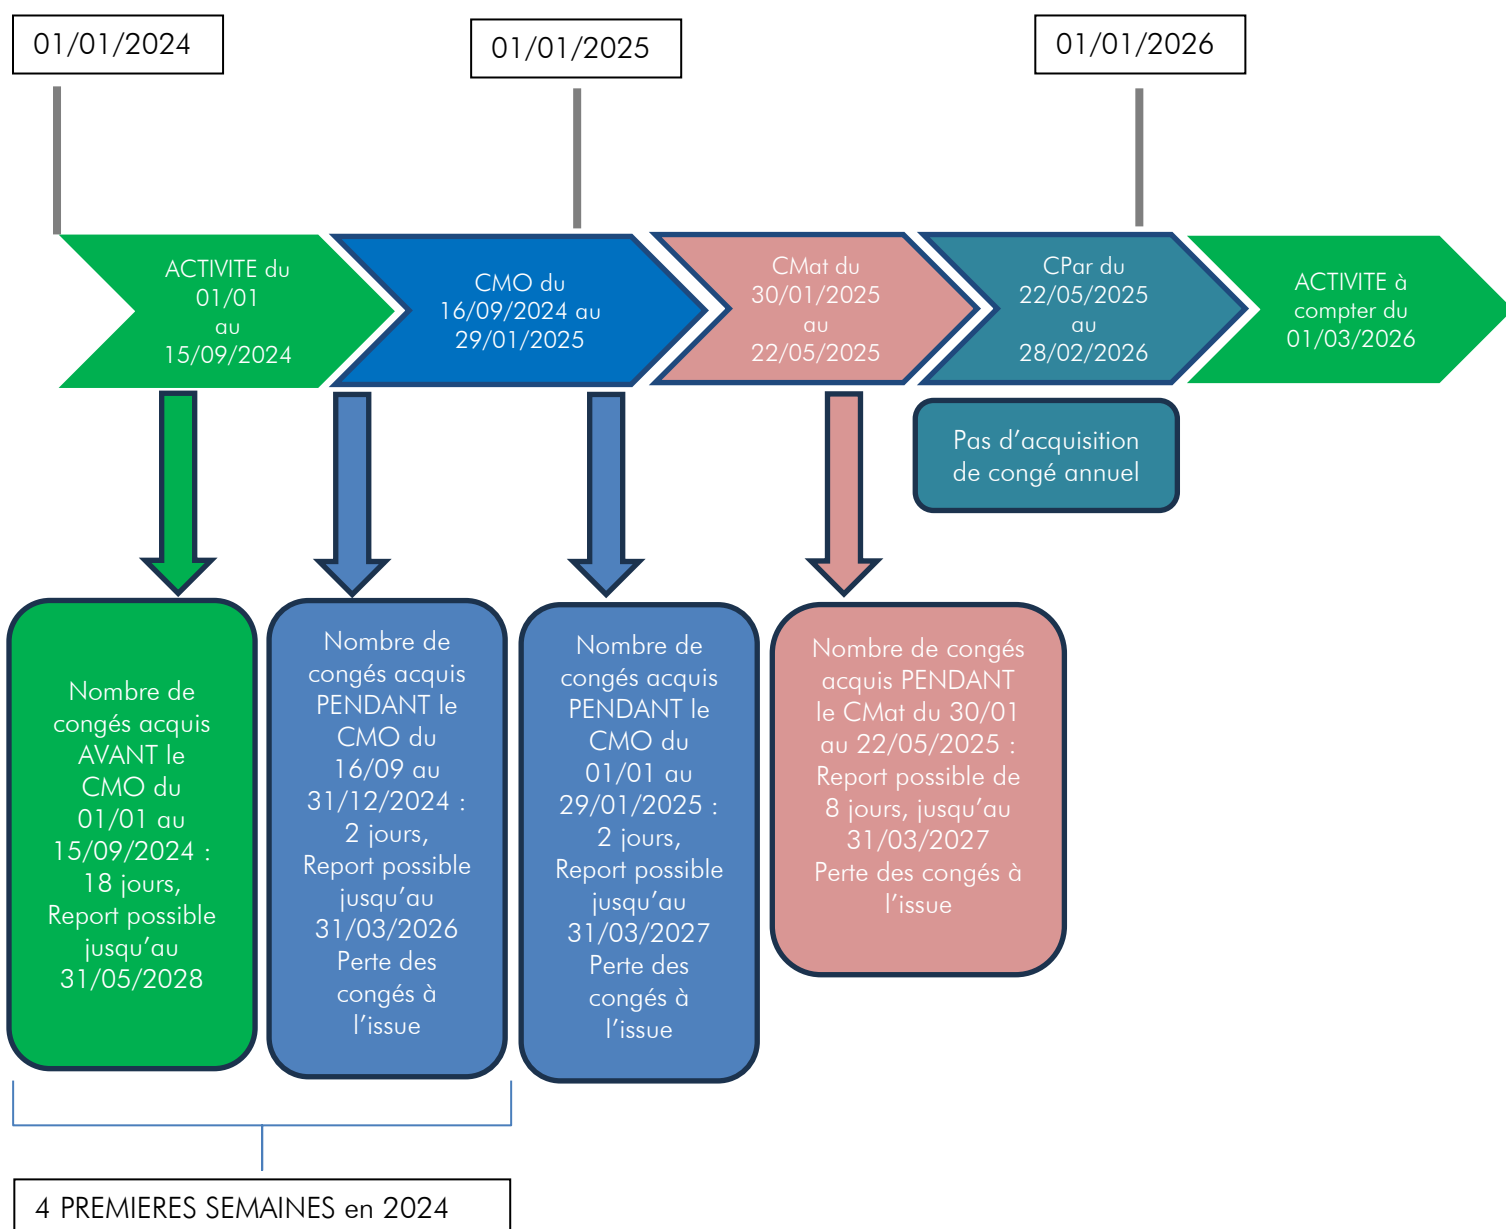 01/01/2024
01/01/2025
01/01/2026
ACTIVITE du
01/01
au
15/09/2024
CMO du
16/09/2024 au
29/01/2025
CMat du
30/01/2025
au
22/05/2025
CPar du
22/05/2025
au
28/02/2026
ACTIVITE à
compter du
01/03/2026
Pas d’acquisition
de congé annuel
Nombre de
congés acquis
AVANT le
CMO du
01/01 au
15/09/2024 :
18 jours,
Report possible
jusqu’au
31/05/2028
Nombre de
congés acquis
PENDANT le
CMO du
16/09 au
31/12/2024 :
2 jours,
Report possible
jusqu’au
31/03/2026
Perte des
congés à
l’issue
Nombre de
congés acquis
PENDANT le
CMO du
01/01 au
29/01/2025 :
2 jours,
Report possible
jusqu’au
31/03/2027
Perte des
congés à
l’issue
Nombre de congés
acquis PENDANT
le CMat du 30/01
au 22/05/2025 :
Report possible de
8 jours, jusqu’au
31/03/2027
Perte des congés à
l’issue
4 PREMIERES SEMAINES en 2024